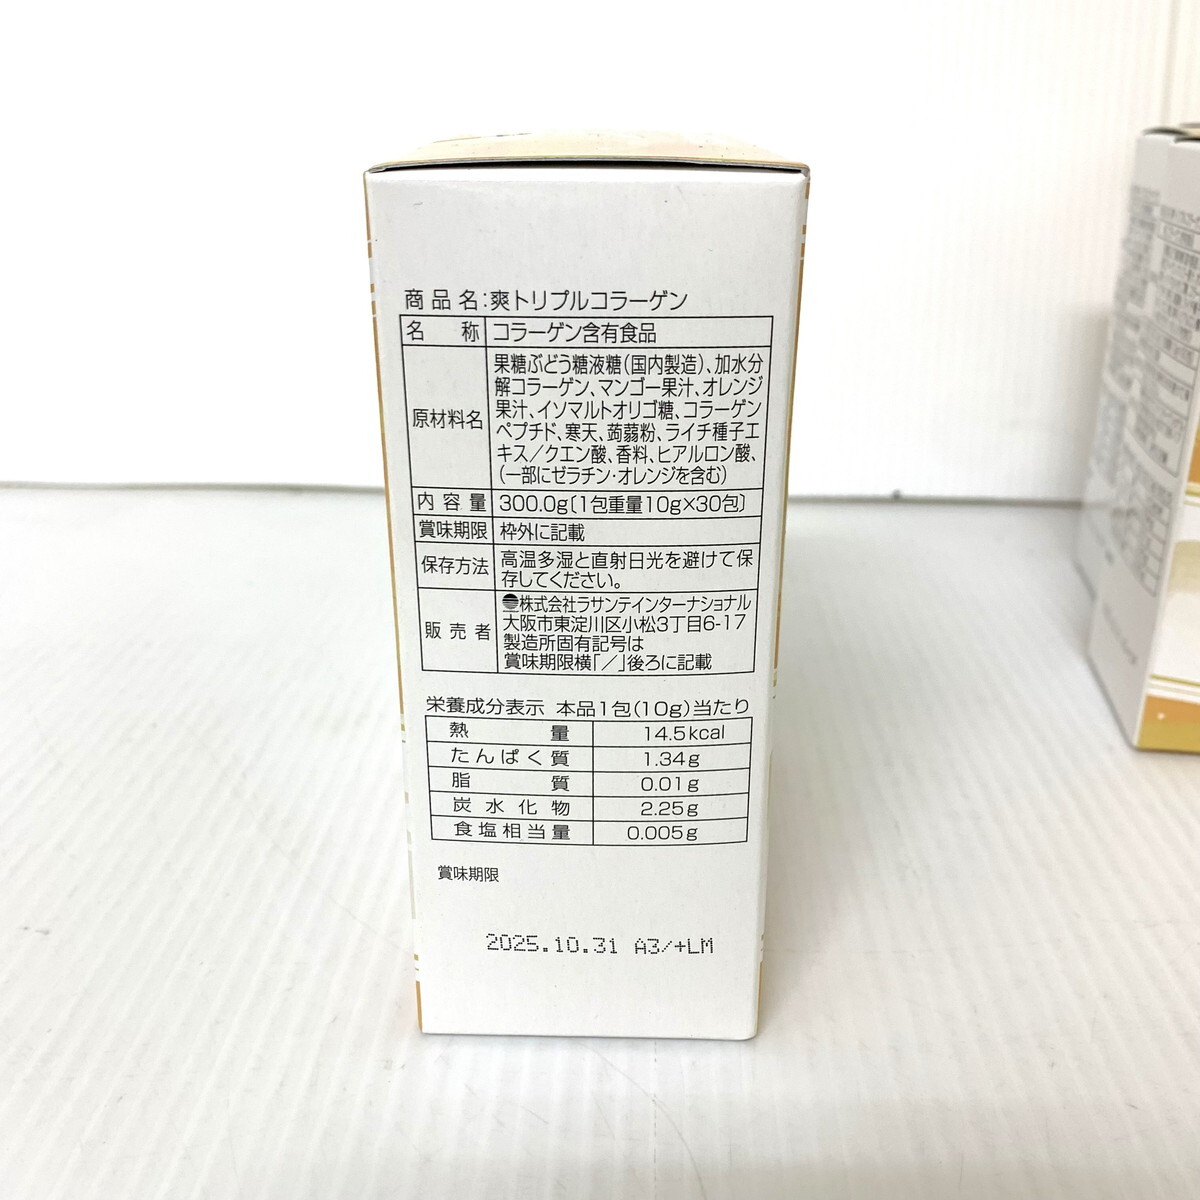 商品名:爽トリプルコラーゲン
名称 コラーゲン含有食品
原材料名
果糖ぶどう糖液糖(国内製造)、加水分
解コラーゲン、マンゴー果汁、オレンジ
果汁、イソマルトオリゴ糖、コラーゲン
ペプチド、寒天、蒟蒻粉、ライチ種子エ
キス/クエン酸、香料、ヒアルロン酸、
(一部にゼラチン・オレンジを含む)
内容量 300.0g〔1包重量10g×30包〕
賞味期限 枠外に記載
保存方法
高温多湿と直射日光を避けて保
存してください。
販売者
株式会社ラサンテインターナショナル
大阪市東淀川区小松3丁目6-17
製造所固有記号は
賞味期限横「/」後ろに記載
栄養成分表示 本品1包(10g)当たり
熱量 14.5kcal
たんぱく質 1.34g
脂質 0.01g
炭水化物 2.25g
食塩相当量 0.005g
賞味期限
2025.10.31 A3/+LM